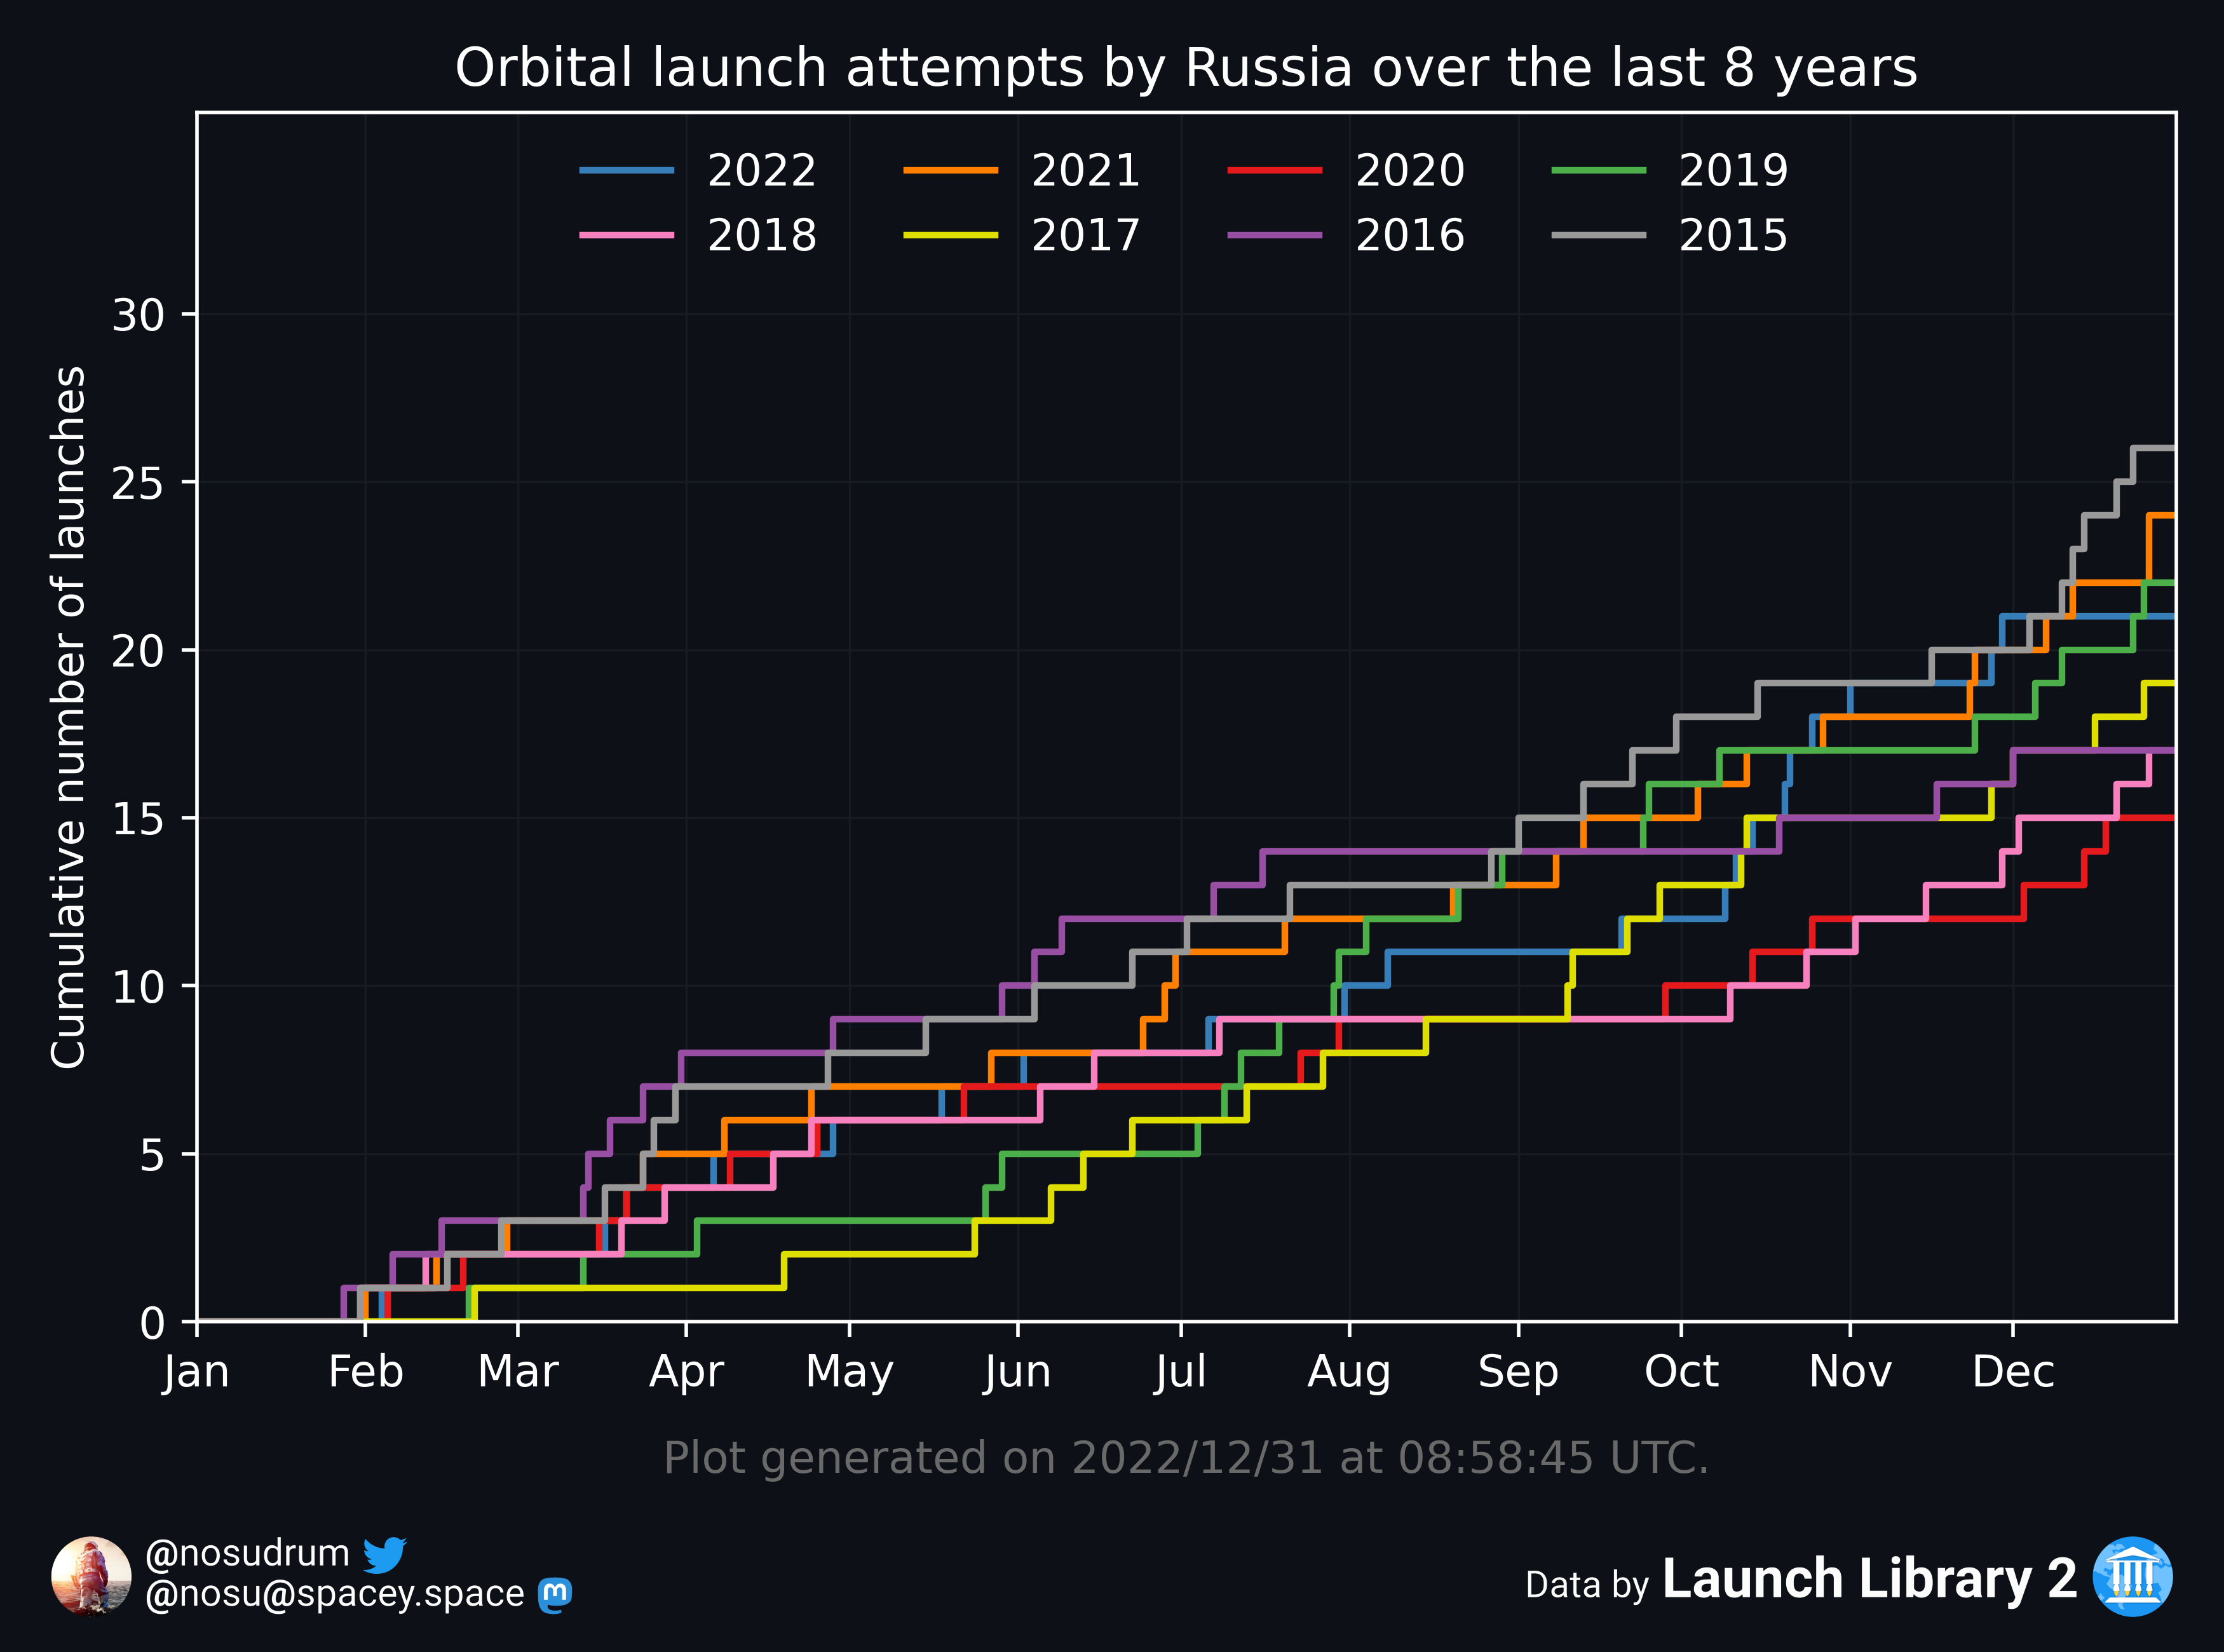 Orbital launch attempts by Russia over the last 8 years
2022 2021 2020 2019
2018 2017 2016 2015
Cumulative number of launches
30
25
20
15
10
5
0
Jan Feb Mar Apr May Jun Jul Aug Sep Oct Nov Dec
Plot generated on 2022/12/31 at 08:58:45 UTC.
@nosudrum
@nosu@spacey.space
Data by Launch Library 2